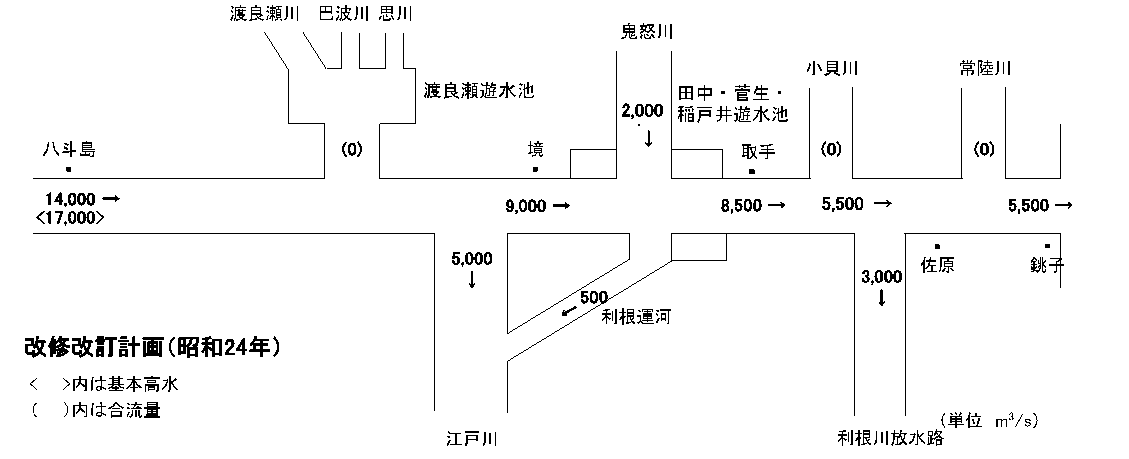 渡良瀬川
巴波川
思川
鬼怒川
小貝川
常陸川
渡良瀬遊水池
田中・菅生・
稲戸井遊水池
2,000
八斗島
(0)
境
取手
(0)
(0)
14,000
<17,000>
9,000
8,500
5,500
5,500
5,000
3,000
佐原
銚子
500
利根運河
改修改訂計画(昭和24年)
< >内は基本高水
( )内は合流量
江戸川
利根川放水路
(単位 m³/s)